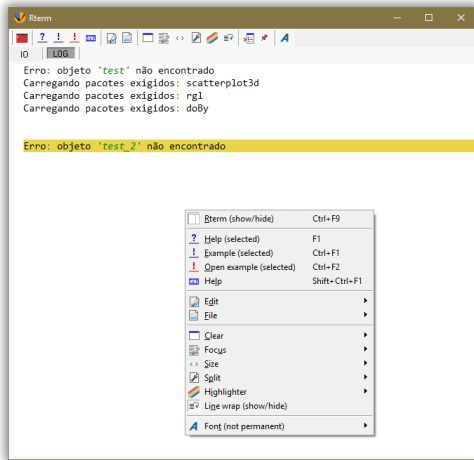 Rterm
IO LOG
Erro: objeto 'test' não encontrado
Carregando pacotes exigidos: scatterplot3d
Carregando pacotes exigidos: rgl
Carregando pacotes exigidos: doBy
Erro: objeto 'test_2' não encontrado
Rterm (show/hide) Ctrl+F9
Help (selected) F1
Example (selected) Ctrl+F1
Open example (selected) Ctrl+F2
Help Shift+Ctrl+F1
Edit
File
Clear
Focus
Size
Split
Highlighter
Line wrap (show/hide)
Font (not permanent)